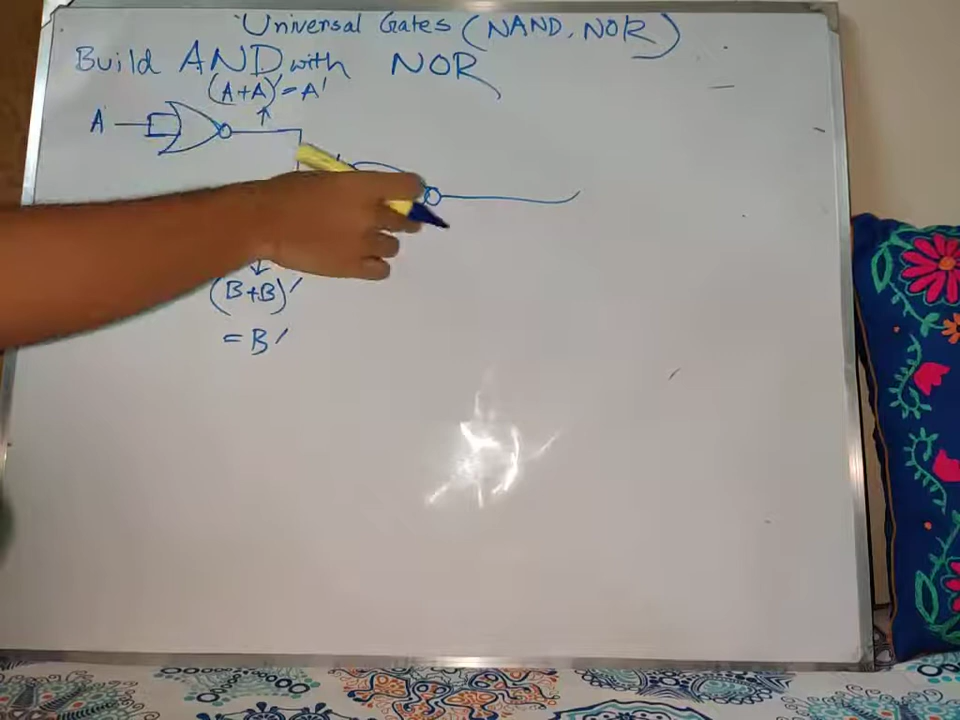 Universal Gates (NAND, NOR)
Build AND with NOR
(A+A)' = A'
A
(B+B)'
= B'